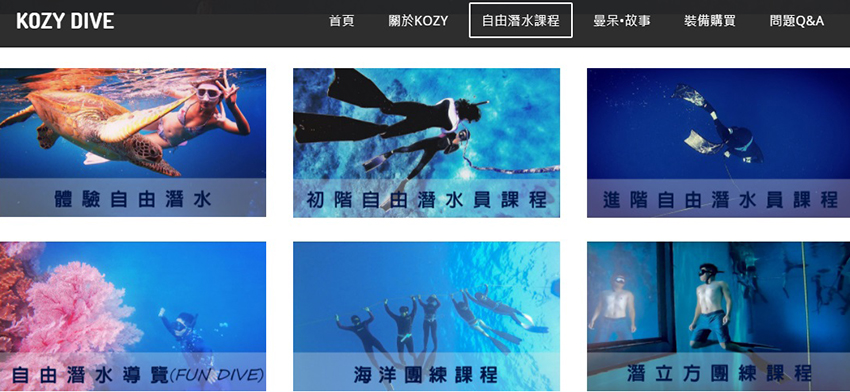 KOZY DIVE
首頁
關於KOZY
自由潛水課程
曼呆•故事
裝備購買
問題Q&A
體驗自由潛水
初階自由潛水員課程
進階自由潛水員課程
自由潛水導覽(FUN DIVE)
海洋團練課程
潛立方團練課程